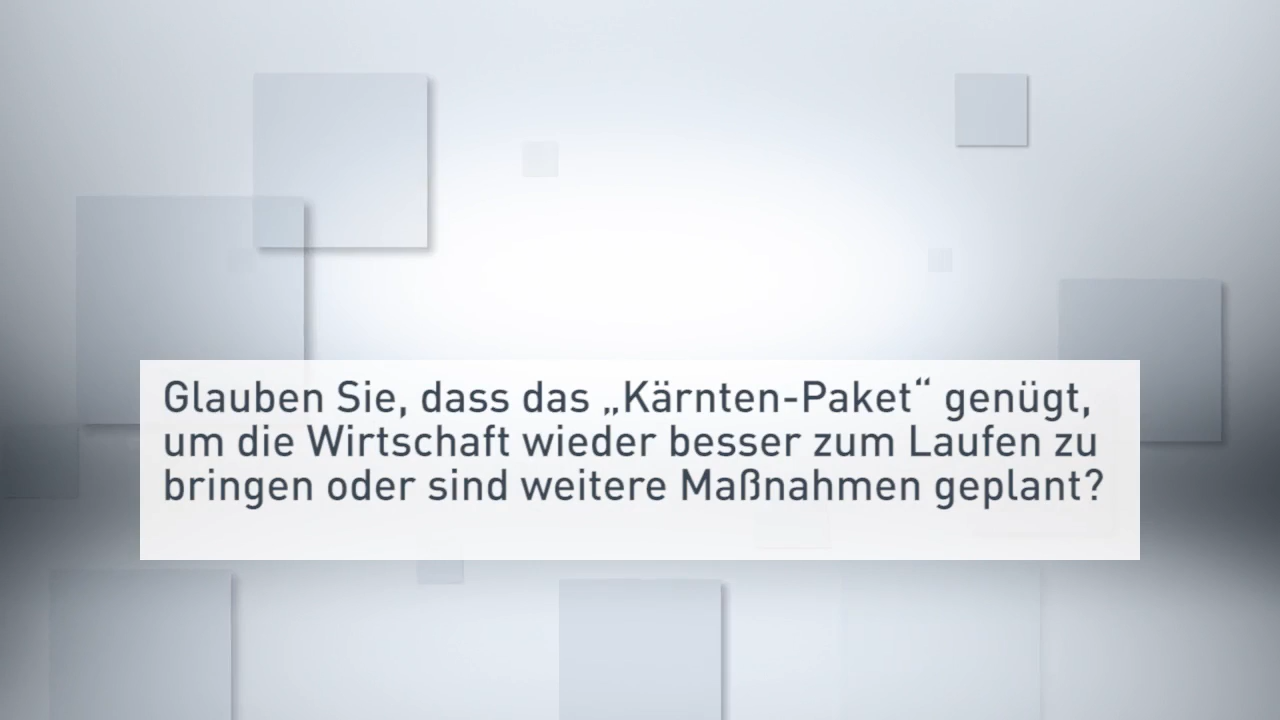 Glauben Sie, dass das „Kärnten-Paket“ genügt,
um die Wirtschaft wieder besser zum Laufen zu
bringen oder sind weitere Maßnahmen geplant?